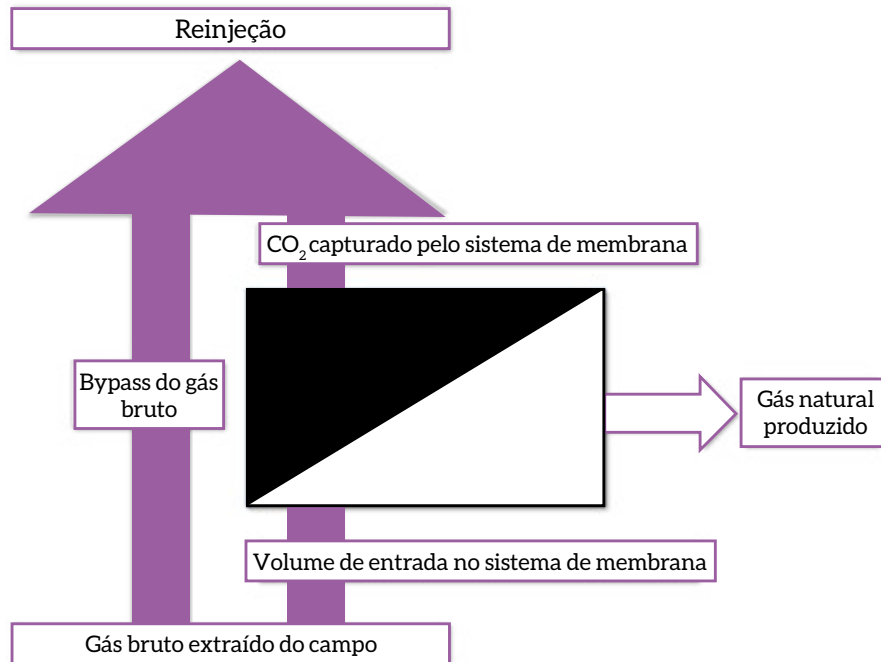 Reinjeção
CO₂ capturado pelo sistema de membrana
Bypass do gás
bruto
Gás natural
produzido
Volume de entrada no sistema de membrana
Gás bruto extraído do campo